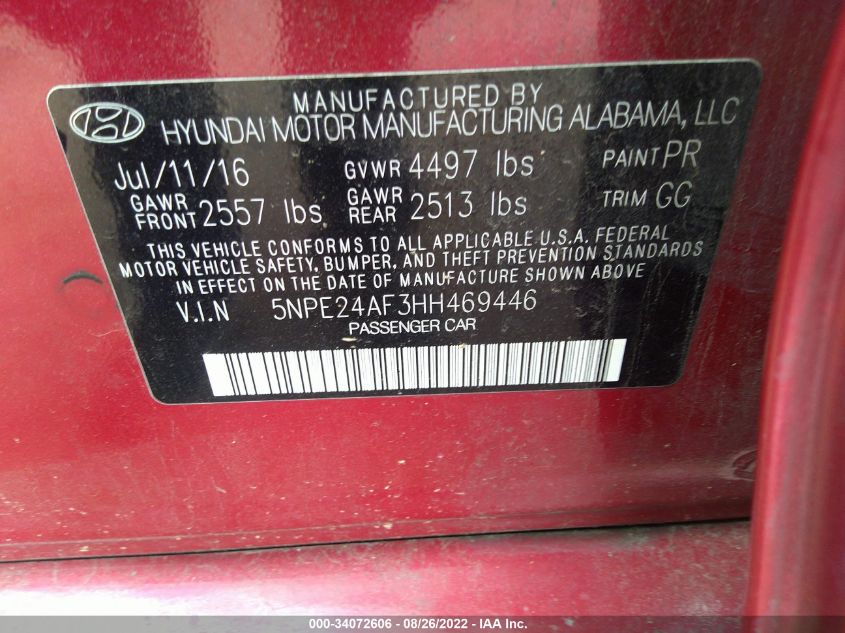 MANUFACTURED BY
HYUNDAI MOTOR MANUFACTURING ALABAMA, LLC
Jul/11/16 GVWR 4497 lbs PAINT PR
GAWR FRONT 2557 lbs GAWR REAR 2513 lbs TRIM GG
THIS VEHICLE CONFORMS TO ALL APPLICABLE U.S.A. FEDERAL
MOTOR VEHICLE SAFETY, BUMPER, AND THEFT PREVENTION STANDARDS
IN EFFECT ON THE DATE OF MANUFACTURE SHOWN ABOVE
V.I.N 5NPE24AF3HH469446
PASSENGER CAR
000-34072606 - 08/26/2022 - IAA Inc.